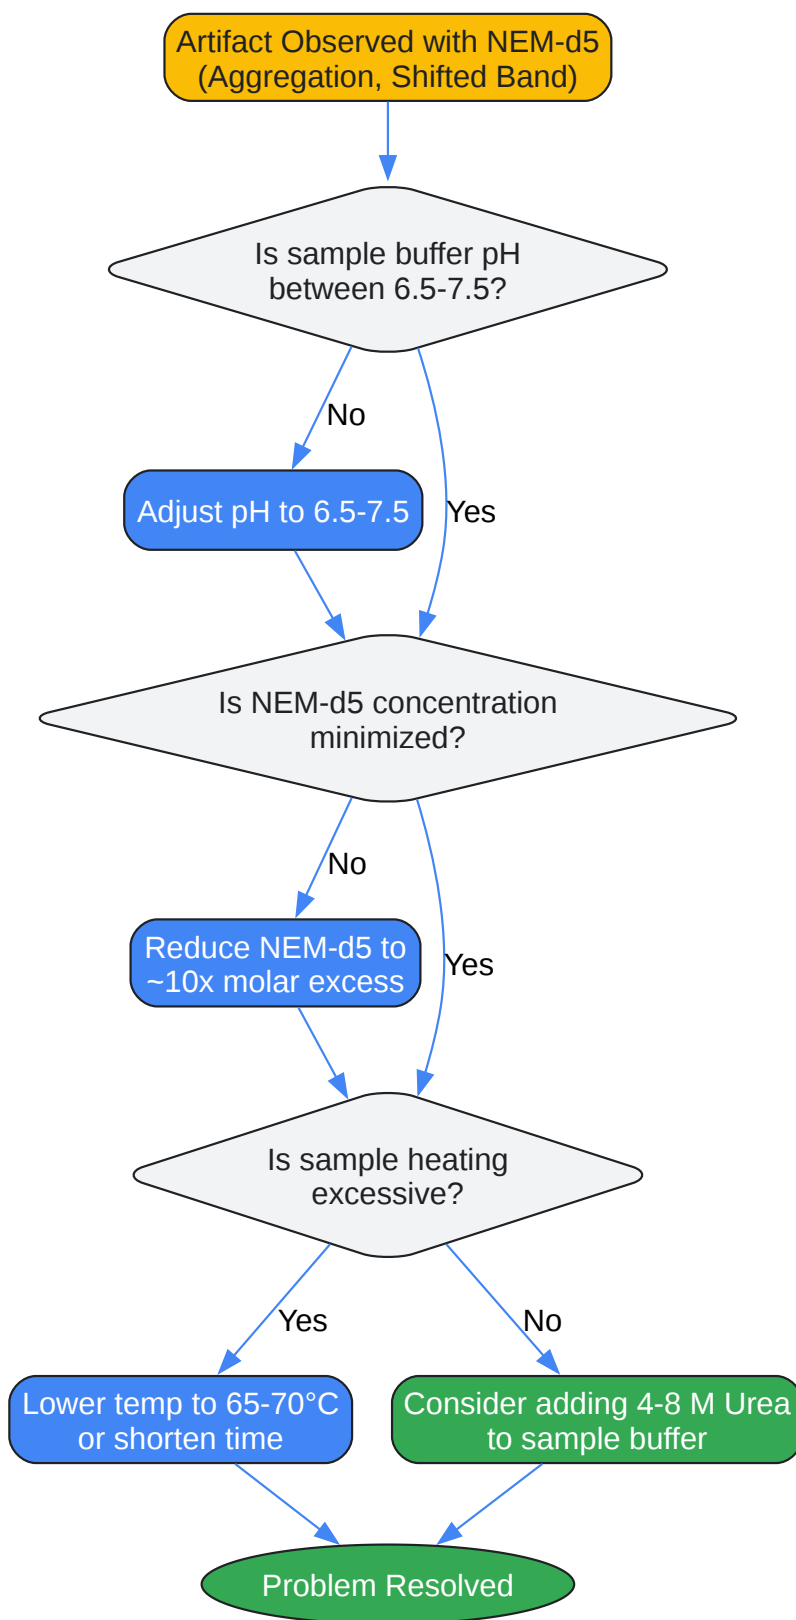 Artifact Observed with NEM-d5
(Aggregation, Shifted Band)
Is sample buffer pH
between 6.5-7.5?
No
Yes
Adjust pH to 6.5-7.5
Is NEM-d5 concentration
minimized?
No
Yes
Reduce NEM-d5 to
~10x molar excess
Is sample heating
excessive?
Yes
No
Lower temp to 65-70°C
or shorten time
Consider adding 4-8 M Urea
to sample buffer
Problem Resolved